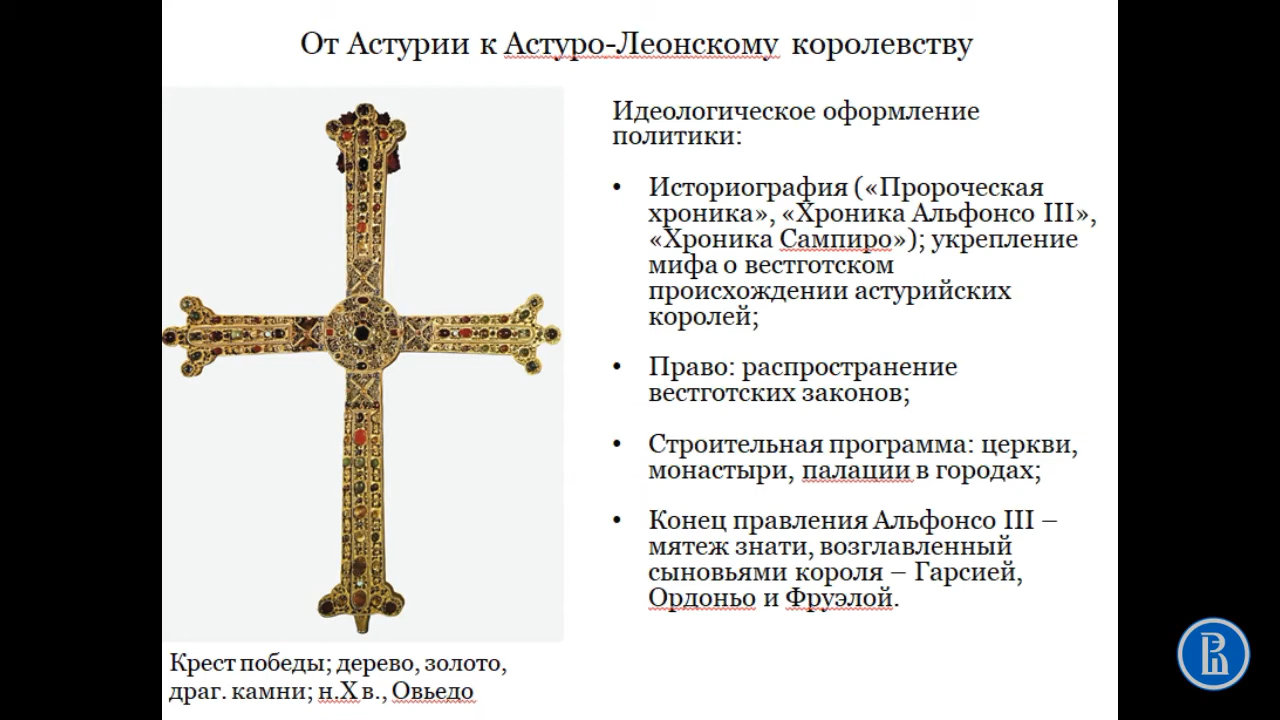 От Астурии к Астуро-Леонскому королевству
Идеологическое оформление
политики:
• Историография («Пророческая
хроника», «Хроника Альфонсо III»,
«Хроника Сампиро»); укрепление
мифа о вестготском
происхождении астурийских
королей;
• Право: распространение
вестготских законов;
• Строительная программа: церкви,
монастыри, палации в городах;
• Конец правления Альфонсо III –
мятеж знати, возглавленный
сыновьями короля – Гарсией,
Ордоньо и Фруэлой.
Крест победы; дерево, золото,
драг. камни; н.X в., Овьедо